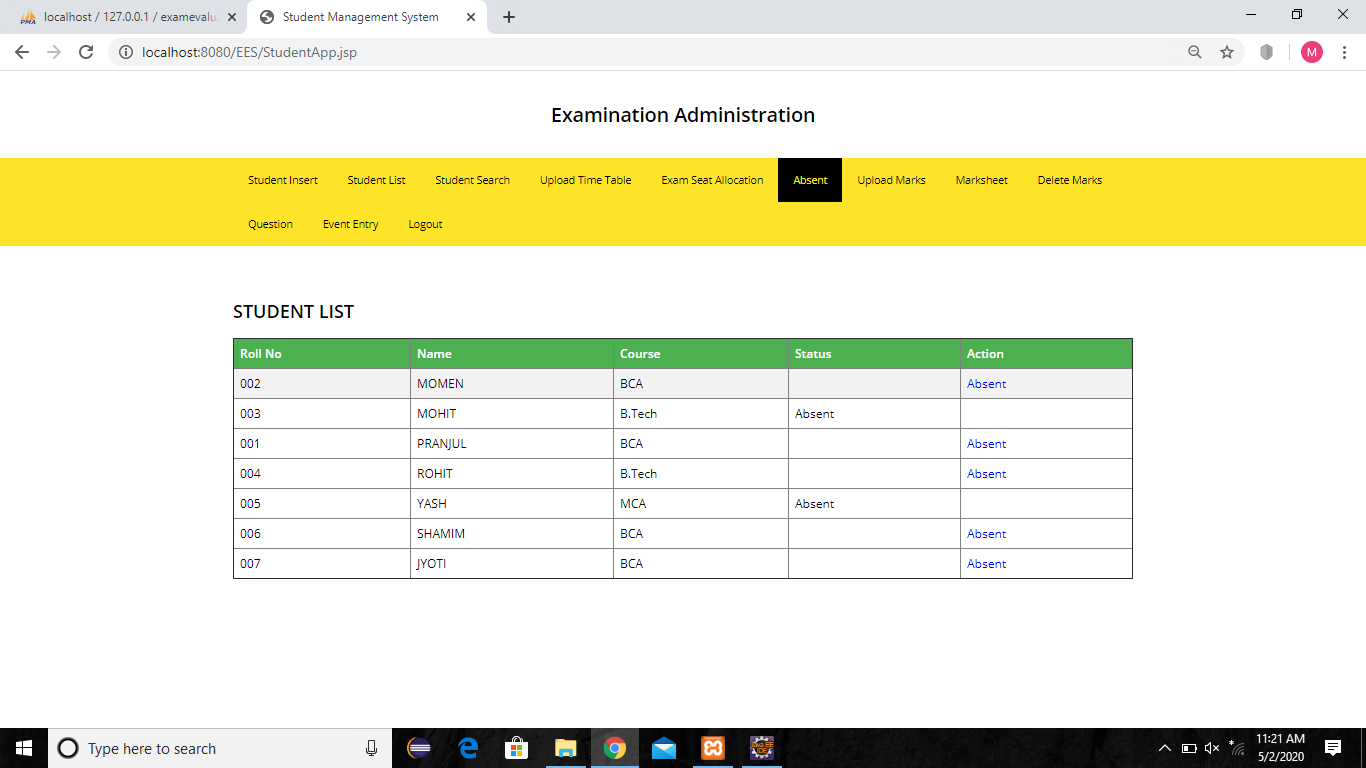 localhost / 127.0.0.1 / examevalu
Student Management System
localhost:8080/EES/StudentApp.jsp
M
Examination Administration
Student Insert Student List Student Search Upload Time Table Exam Seat Allocation Absent Upload Marks Marksheet Delete Marks
Question Event Entry Logout
STUDENT LIST
Roll No Name Course Status Action
002 MOMEN BCA Absent
003 MOHIT B.Tech Absent
001 PRANJUL BCA Absent
004 ROHIT B.Tech Absent
005 YASH MCA Absent
006 SHAMIM BCA Absent
007 JYOTI BCA Absent
Type here to search
11:21 AM
5/2/2020